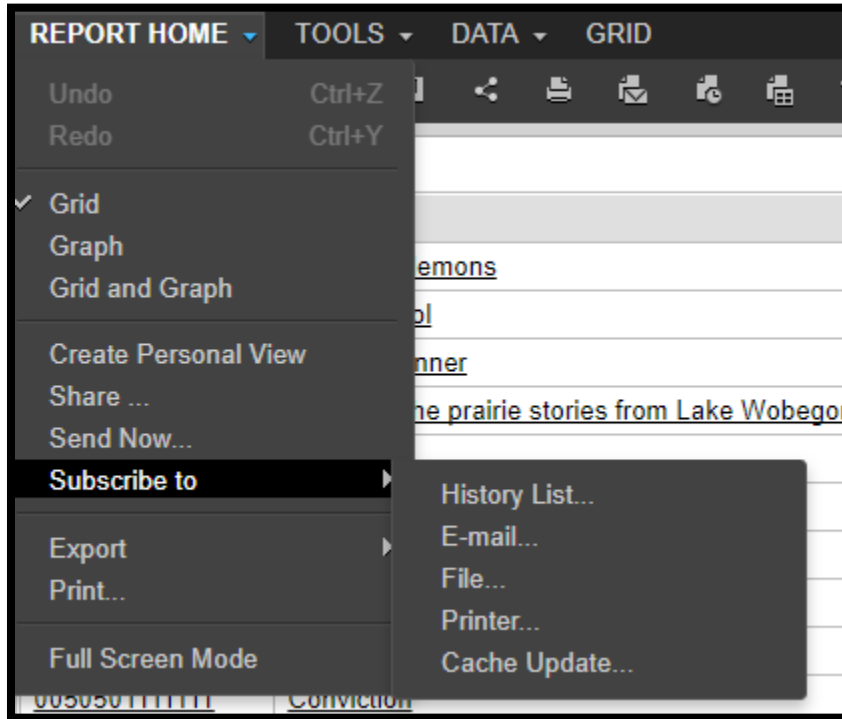 REPORT HOME TOOLS DATA GRID
Undo Ctrl+Z
Redo Ctrl+Y
Grid
Graph
Grid and Graph
emons
ol
nner
Create Personal View
Share ...
he prairie stories from Lake Wobegon
Send Now...
Subscribe to
History List...
E-mail...
File...
Printer...
Cache Update...
Export
Print...
Full Screen Mode
Conviction